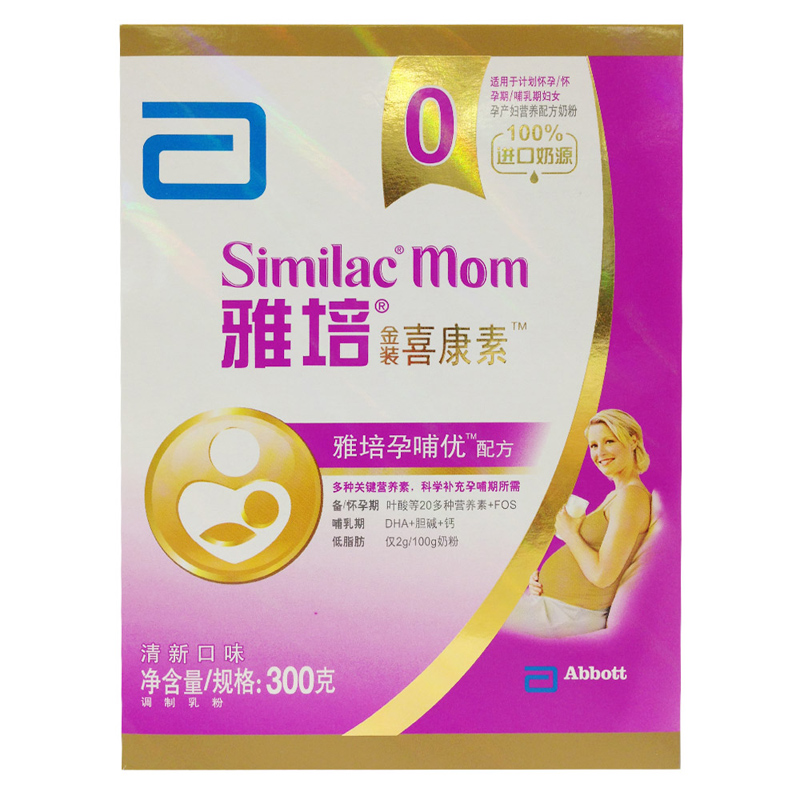 0
适用于计划怀孕/怀
孕期/哺乳期妇女
孕产妇营养配方奶粉
100%
进口奶源
Similac® Mom
雅培®金装喜康素™
雅培孕哺优™配方
多种关键营养素，科学补充孕哺期所需
备/怀孕期 叶酸等20多种营养素+FOS
哺乳期 DHA+胆碱+钙
低脂肪 仅2g/100g奶粉
清新口味
净含量/规格:300克
调制乳粉
Abbott